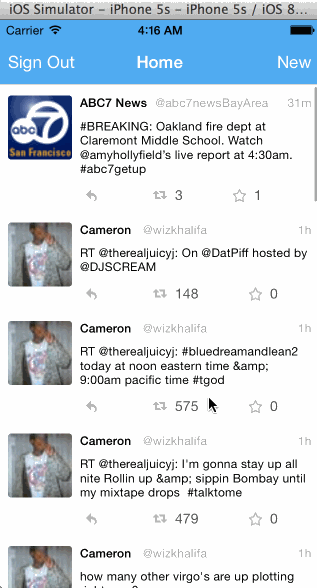 iOS Simulator – iPhone 5s – iPhone 5s / iOS 8...
Carrier 4:16 AM
Sign Out Home New
abc 7
San Francisco
ABC7 News @abc7newsBayArea 31m
#BREAKING: Oakland fire dept at
Claremont Middle School. Watch
@amyhollyfield's live report at 4:30am.
#abc7getup
3 1
Cameron @wizkhalifa 1h
RT @therealjuicyj: On @DatPiff hosted by
@DJSCREAM
148 0
Cameron @wizkhalifa 1h
RT @therealjuicyj: #bluedreamandlean2
today at noon eastern time &amp;
9:00am pacific time #tgod
575 0
Cameron @wizkhalifa 1h
RT @therealjuicyj: I'm gonna stay up all
nite Rollin up &amp; sippin Bombay until
my mixtape drops #talktome
479 0
Cameron @wizkhalifa 1h
how many other virgo's are up plotting